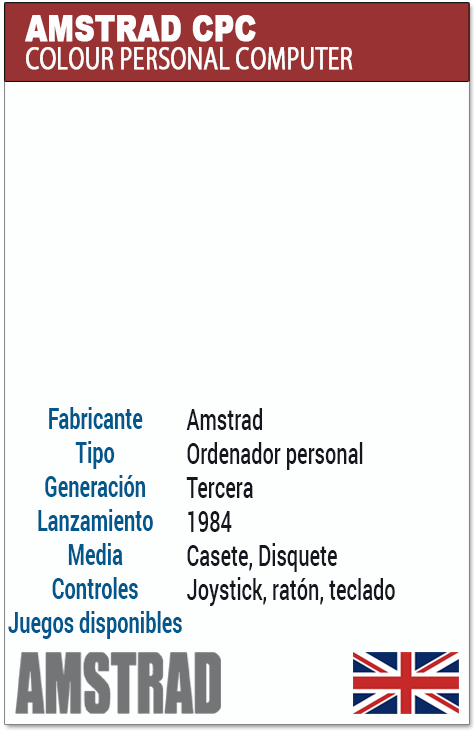 AMSTRAD CPC
COLOUR PERSONAL COMPUTER
Fabricante Amstrad
Tipo Ordenador personal
Generación Tercera
Lanzamiento 1984
Media Casete, Disquete
Controles Joystick, ratón, teclado
Juegos disponibles
AMSTRAD